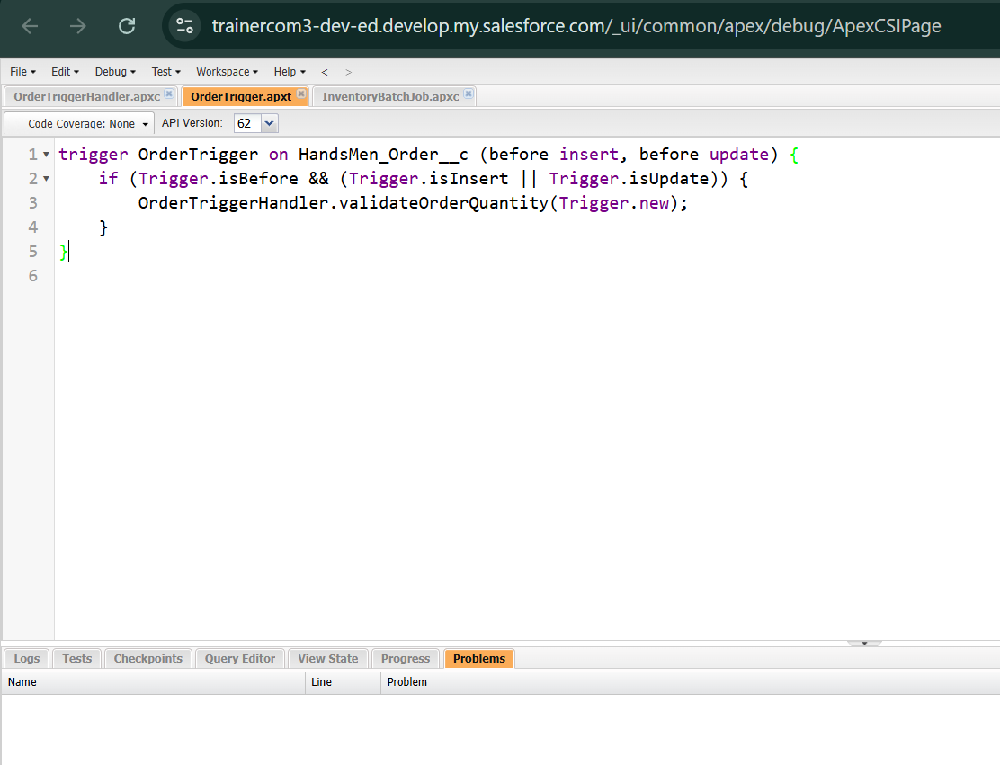 trainercom3-dev-ed.develop.my.salesforce.com/_ui/common/apex/debug/ApexCSIPage
File Edit Debug Test Workspace Help < >
OrderTriggerHandler.apxc OrderTrigger.apxt InventoryBatchJob.apxc
Code Coverage: None API Version: 62
1 trigger OrderTrigger on HandsMen_Order__c (before insert, before update) {
2     if (Trigger.isBefore && (Trigger.isInsert || Trigger.isUpdate)) {
3         OrderTriggerHandler.validateOrderQuantity(Trigger.new);
4     }
5 }
6
Logs Tests Checkpoints Query Editor View State Progress Problems
Name Line Problem